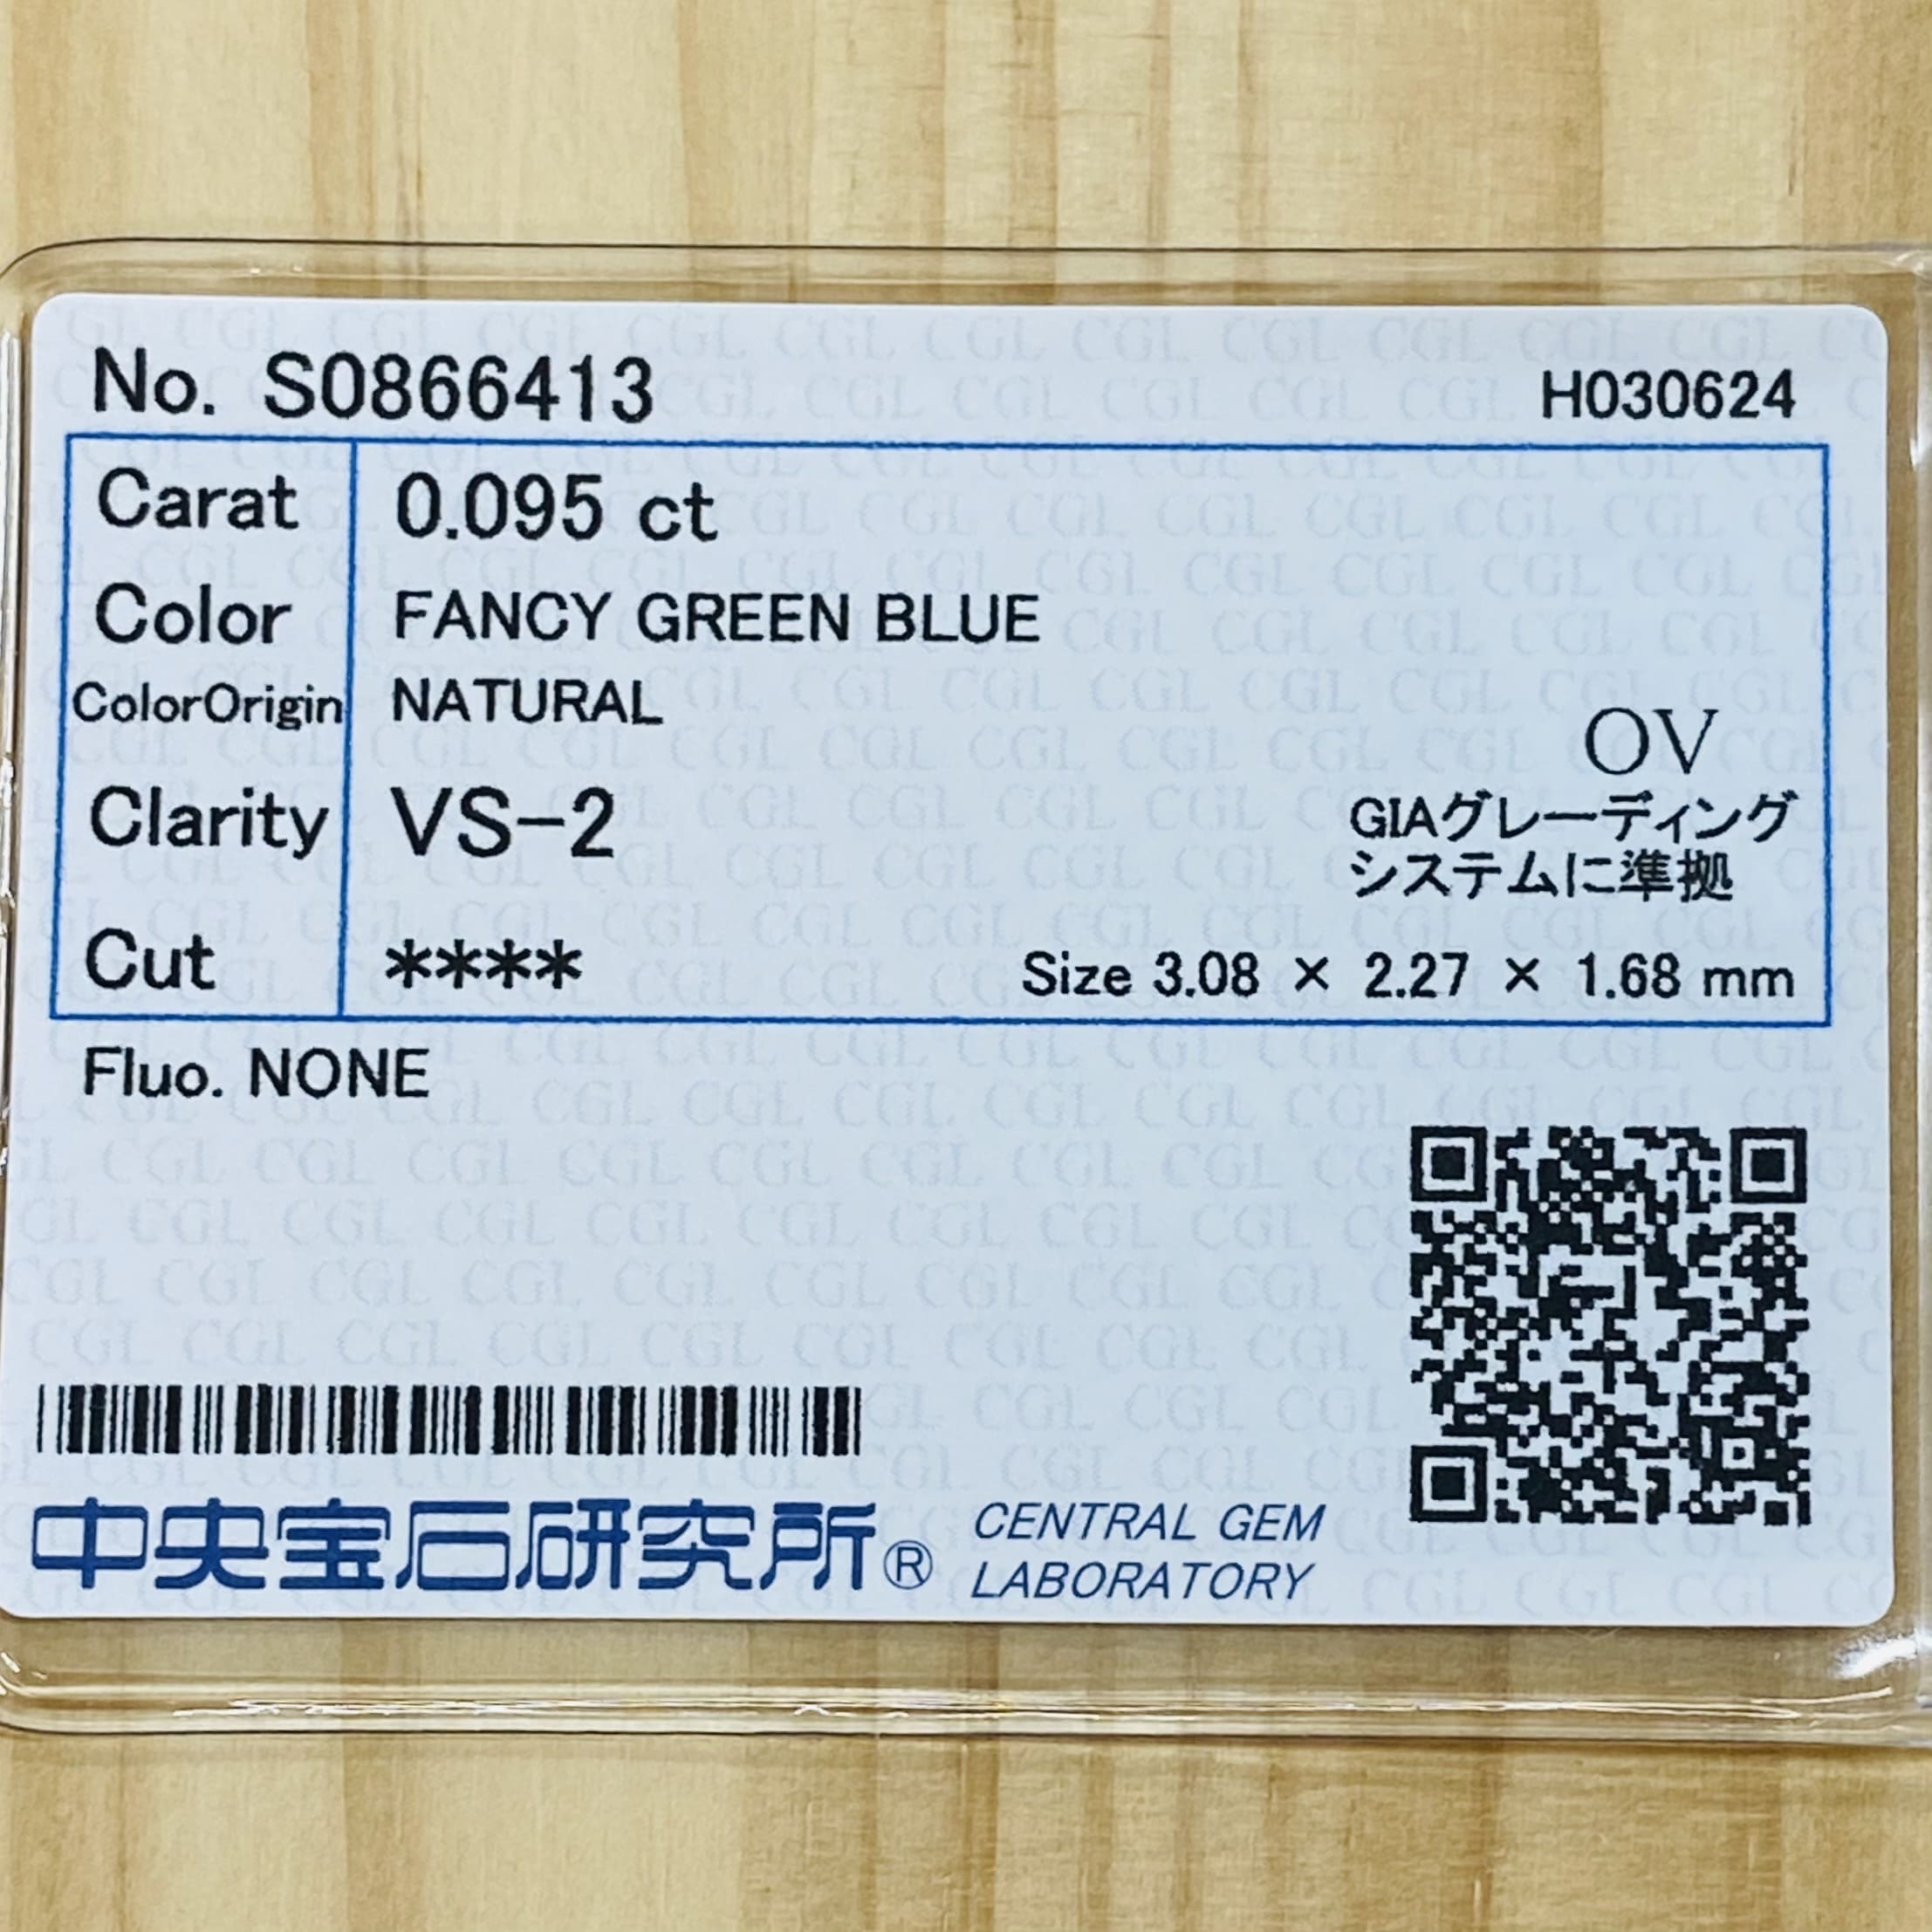 No. S0866413 H030624
Carat 0.095 ct
Color FANCY GREEN BLUE
ColorOrigin NATURAL
OV
Clarity VS-2
GIAグレーディング
システムに準拠
Cut ****
Size 3.08 × 2.27 × 1.68 mm
Fluo. NONE
中央宝石研究所® CENTRAL GEM
LABORATORY